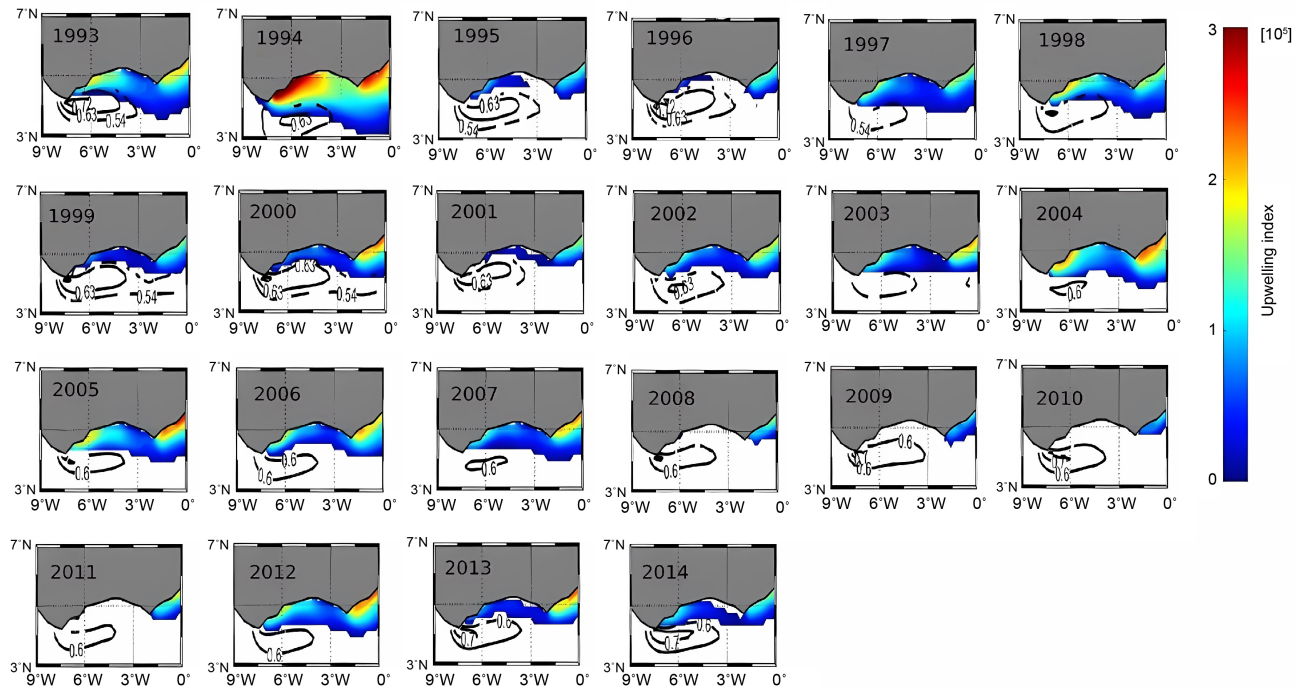 7°N 7°N 7°N 7°N 7°N 7°N
1993 1994 1995 1996 1997 1998
0.72 0.63 0.54 0.63 0.63 0.54 0.72 0.63 0.54
3°N 3°N 3°N 3°N 3°N 3°N
9°W 6°W 3°W 0° 9°W 6°W 3°W 0° 9°W 6°W 3°W 0° 9°W 6°W 3°W 0° 9°W 6°W 3°W 0° 9°W 6°W 3°W 0°
7°N 7°N 7°N 7°N 7°N 7°N
1999 2000 2001 2002 2003 2004
0.63 0.54 0.63 0.63 0.54 0.63 0.63 0.6
3°N 3°N 3°N 3°N 3°N 3°N
9°W 6°W 3°W 0° 9°W 6°W 3°W 0° 9°W 6°W 3°W 0° 9°W 6°W 3°W 0° 9°W 6°W 3°W 0° 9°W 6°W 3°W 0°
7°N 7°N 7°N 7°N 7°N 7°N
2005 2006 2007 2008 2009 2010
0.6 0.6 0.6 0.6 0.6 0.6 0.6 0.7 0.6
3°N 3°N 3°N 3°N 3°N 3°N
9°W 6°W 3°W 0° 9°W 6°W 3°W 0° 9°W 6°W 3°W 0° 9°W 6°W 3°W 0° 9°W 6°W 3°W 0° 9°W 6°W 3°W 0°
7°N 7°N 7°N 7°N
2011 2012 2013 2014
0.6 0.6 0.6 0.7 0.6 0.7
3°N 3°N 3°N 3°N
9°W 6°W 3°W 0° 9°W 6°W 3°W 0° 9°W 6°W 3°W 0° 9°W 6°W 3°W 0°
3 [10⁵]
2
1
0
Upwelling index